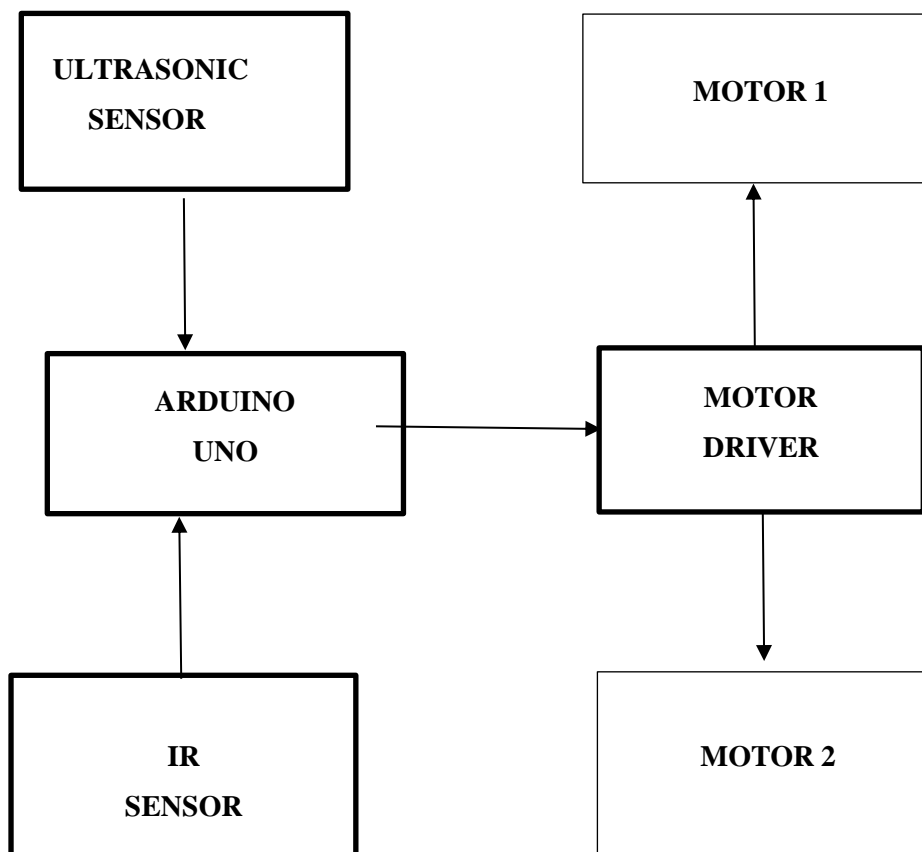 ULTRASONIC
SENSOR
MOTOR 1
ARDUINO
UNO
MOTOR
DRIVER
IR
SENSOR
MOTOR 2